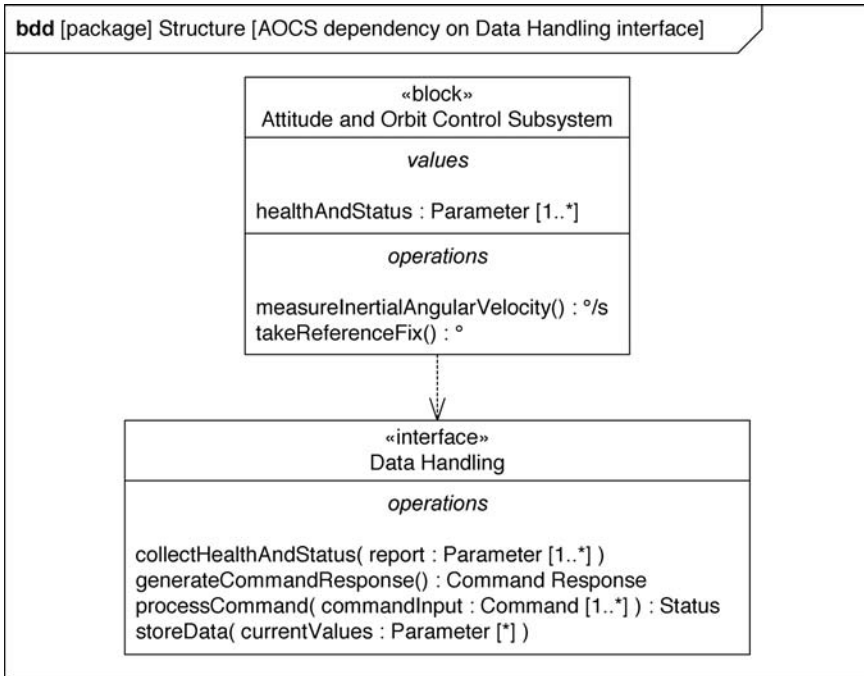 bdd [package] Structure [AOCS dependency on Data Handling interface]
«block»
Attitude and Orbit Control Subsystem
values
healthAndStatus : Parameter [1..*]
operations
measureInertialAngularVelocity() : °/s
takeReferenceFix() : °
«interface»
Data Handling
operations
collectHealthAndStatus( report : Parameter [1..*] )
generateCommandResponse() : Command Response
processCommand( commandInput : Command [1..*] ) : Status
storeData( currentValues : Parameter [*] )